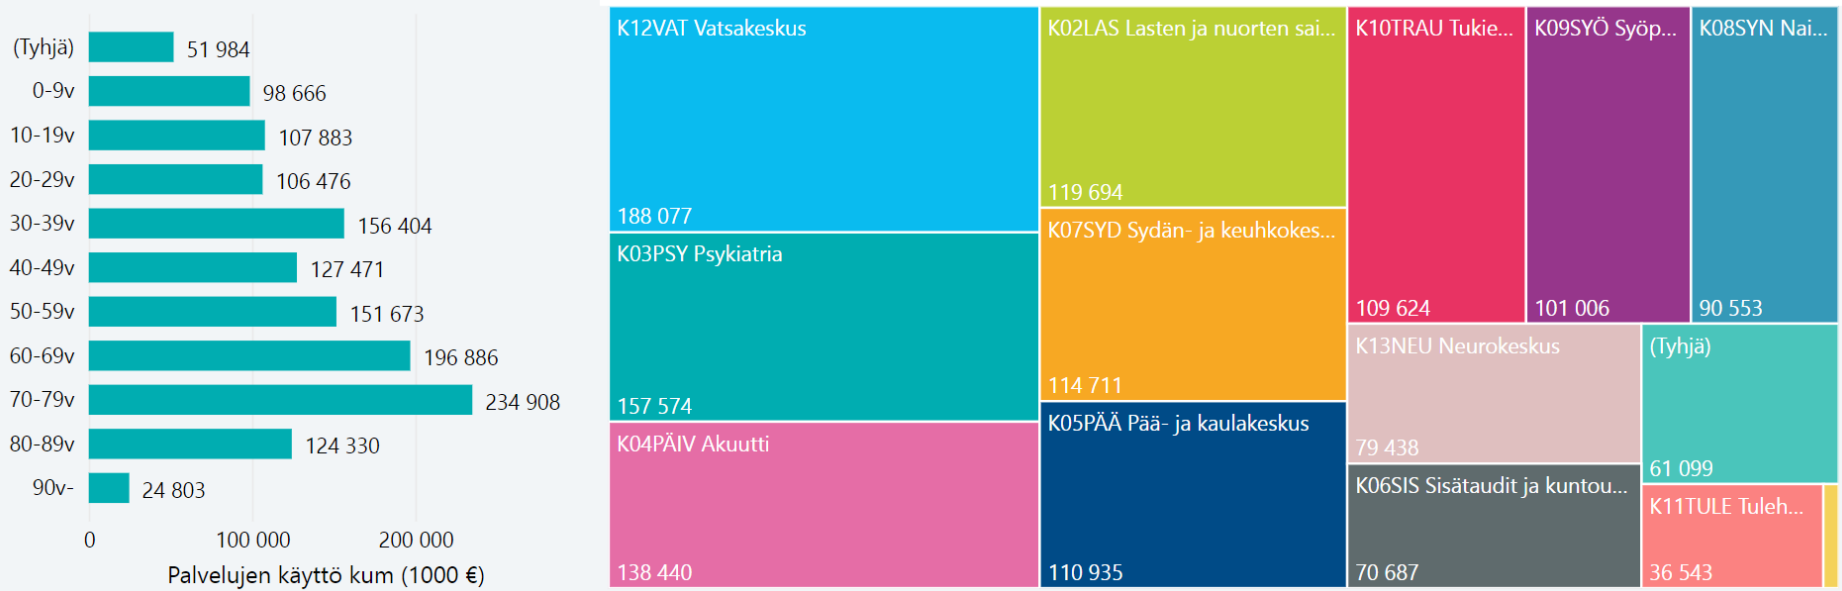 (Tyhjä) 51 984
0-9v 98 666
10-19v 107 883
20-29v 106 476
30-39v 156 404
40-49v 127 471
50-59v 151 673
60-69v 196 886
70-79v 234 908
80-89v 124 330
90v- 24 803
0 100 000 200 000
Palvelujen käyttö kum (1000 €)
K12VAT Vatsakeskus
188 077
K03PSY Psykiatria
157 574
K04PÄIV Akuutti
138 440
K02LAS Lasten ja nuorten sai...
119 694
K07SYD Sydän- ja keuhkokes...
114 711
K05PÄÄ Pää- ja kaulakeskus
110 935
K10TRAU Tukie...
109 624
K09SYÖ Syöp...
101 006
K08SYN Nai...
90 553
K13NEU Neurokeskus
79 438
K06SIS Sisätaudit ja kuntou...
70 687
(Tyhjä)
61 099
K11TULE Tuleh...
36 543